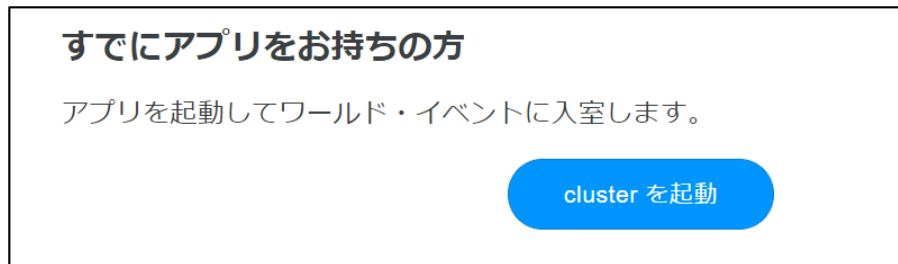 すでにアプリをお持ちの方
アプリを起動してワールド・イベントに入室します。
cluster を起動